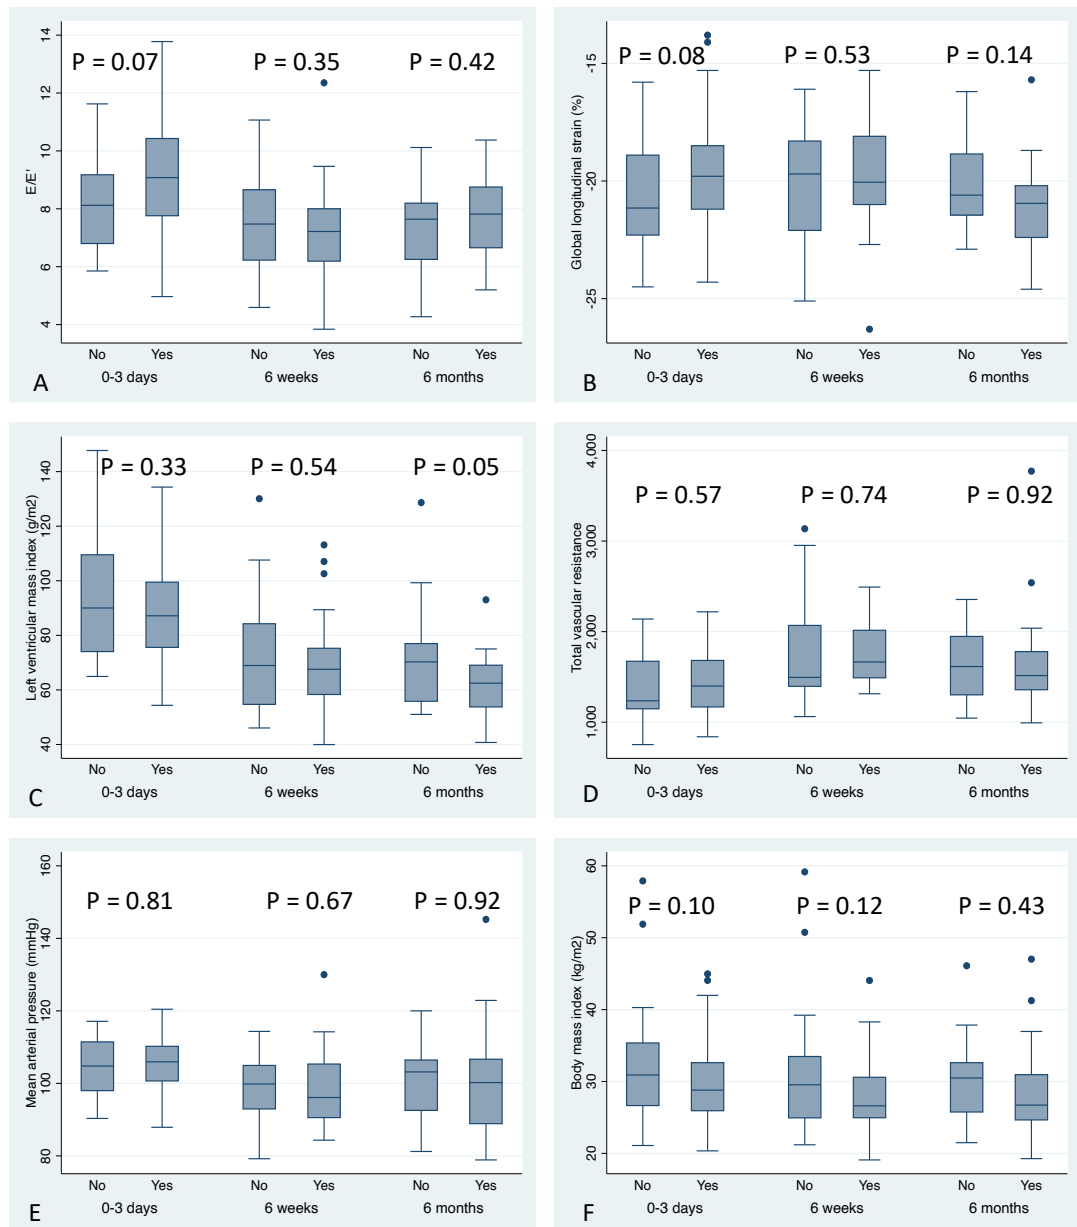 14
12
10
8
6
4
E/E'
P = 0.07
P = 0.35
P = 0.42
No
Yes
No
Yes
No
Yes
0-3 days
6 weeks
6 months
A
-15
-20
-25
Global longitudinal strain (%)
P = 0.08
P = 0.53
P = 0.14
No
Yes
No
Yes
No
Yes
0-3 days
6 weeks
6 months
B
140
120
100
80
60
40
Left ventricular mass index (g/m2)
P = 0.33
P = 0.54
P = 0.05
No
Yes
No
Yes
No
Yes
0-3 days
6 weeks
6 months
C
4,000
3,000
2,000
1,000
Total vascular resistance
P = 0.57
P = 0.74
P = 0.92
No
Yes
No
Yes
No
Yes
0-3 days
6 weeks
6 months
D
160
140
120
100
80
Mean arterial pressure (mmHg)
P = 0.81
P = 0.67
P = 0.92
No
Yes
No
Yes
No
Yes
0-3 days
6 weeks
6 months
E
60
50
40
30
20
Body mass index (kg/m2)
P = 0.10
P = 0.12
P = 0.43
No
Yes
No
Yes
No
Yes
0-3 days
6 weeks
6 months
F